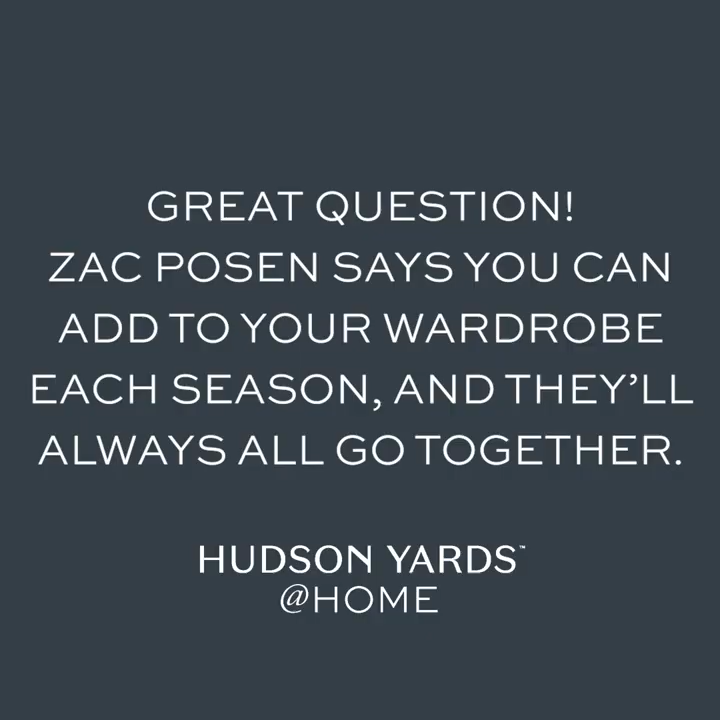 GREAT QUESTION!
ZAC POSEN SAYS YOU CAN
ADD TO YOUR WARDROBE
EACH SEASON, AND THEY’LL
ALWAYS ALL GO TOGETHER.
HUDSON YARDS™
@HOME